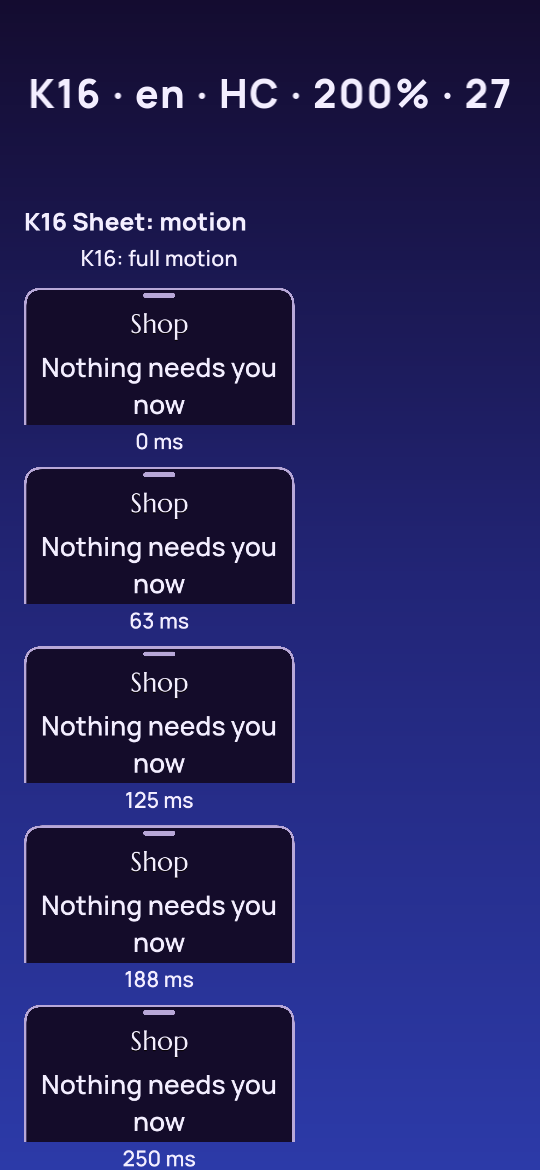 K16 · en · HC · 200% · 27
K16 Sheet: motion
K16: full motion
Shop
Nothing needs you
now
0 ms
Shop
Nothing needs you
now
63 ms
Shop
Nothing needs you
now
125 ms
Shop
Nothing needs you
now
188 ms
Shop
Nothing needs you
now
250 ms